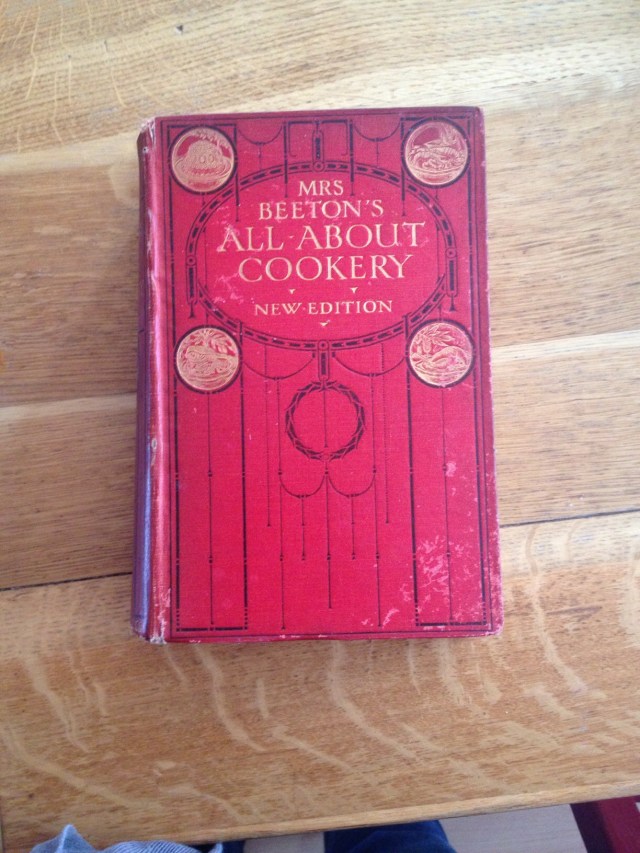 MRS
BEETON'S
ALL-ABOUT
COOKERY
NEW-EDITION